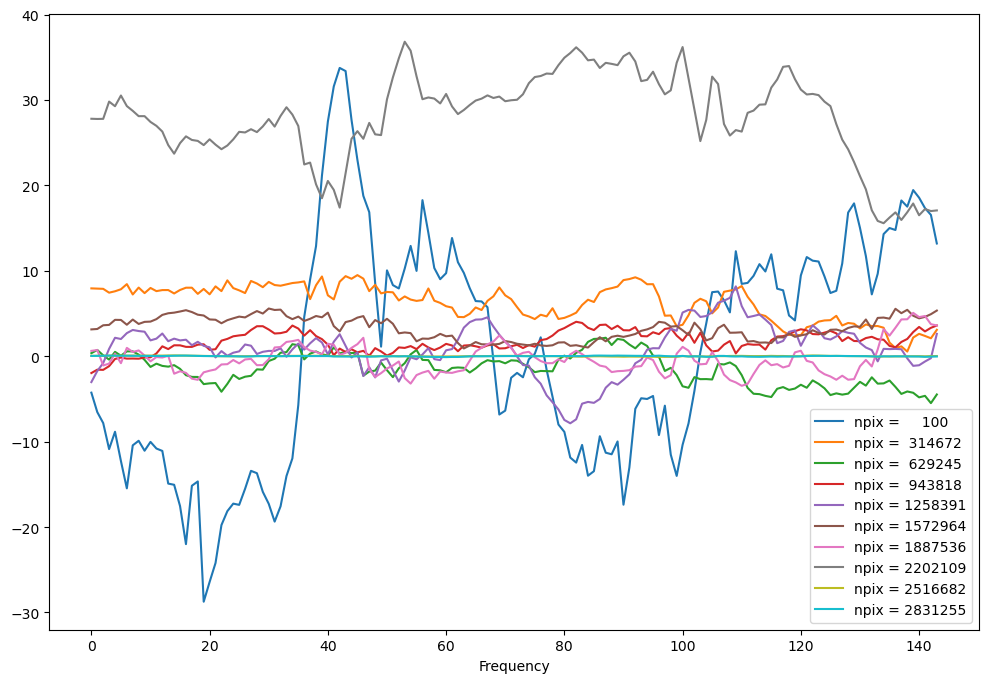 40
30
20
10
0
−10
−20
−30
0 20 40 60 80 100 120 140
Frequency
npix =     100
npix =  314672
npix =  629245
npix =  943818
npix = 1258391
npix = 1572964
npix = 1887536
npix = 2202109
npix = 2516682
npix = 2831255